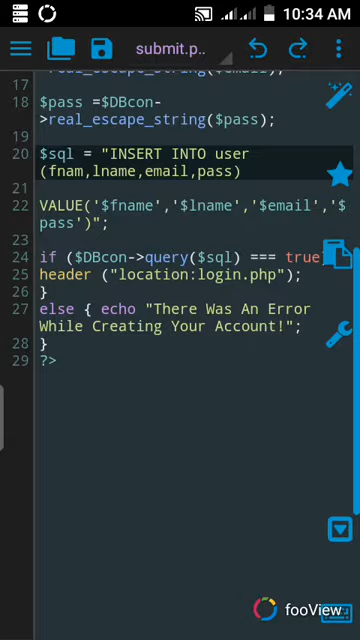 10:34 AM
submit.p..
real_escape_string($email);
17
18 $pass =$DBcon-
>real_escape_string($pass);
19
20 $sql = "INSERT INTO user
(fnam,lname,email,pass)
21
22 VALUE('$fname','$lname','$email','$
pass')";
23
24 if ($DBcon->query($sql) === true
25 header ("location:login.php");
26 }
27 else { echo "There Was An Error
While Creating Your Account!";
28 }
29 ?>
fooView